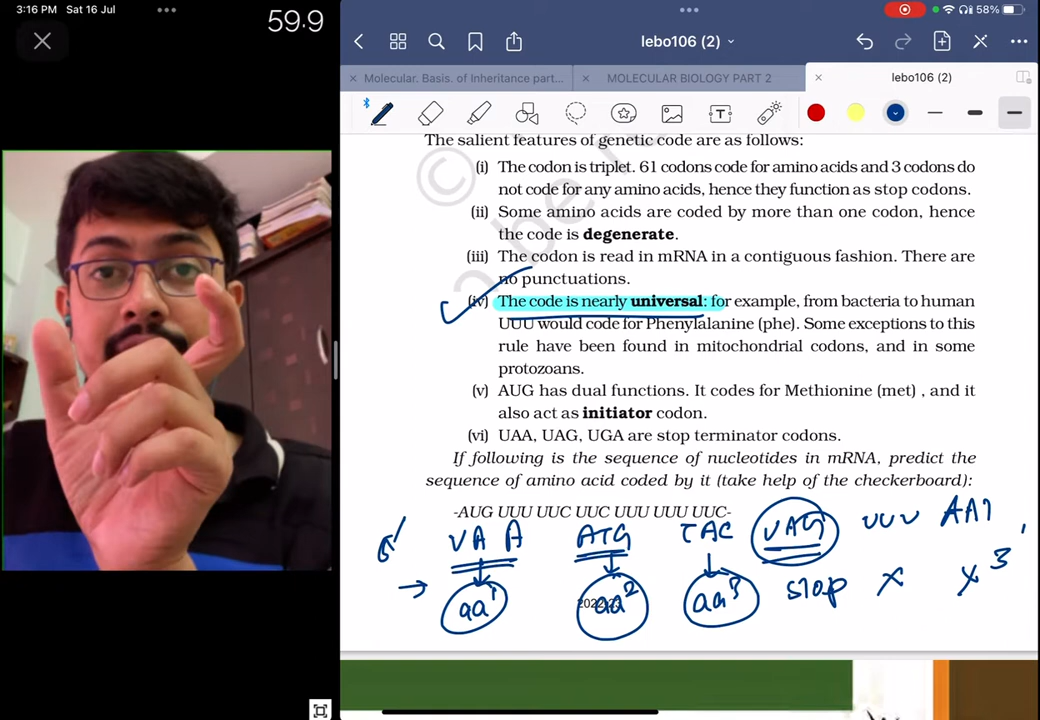 3:16 PM Sat 16 Jul
59.9
58%
lebo106 (2)
Molecular. Basis. of Inheritance part...
MOLECULAR BIOLOGY PART 2
lebo106 (2)
The salient features of genetic code are as follows:
(i) The codon is triplet. 61 codons code for amino acids and 3 codons do
not code for any amino acids, hence they function as stop codons.
(ii) Some amino acids are coded by more than one codon, hence
the code is degenerate.
(iii) The codon is read in mRNA in a contiguous fashion. There are
no punctuations.
(iv) The code is nearly universal: for example, from bacteria to human
UUU would code for Phenylalanine (phe). Some exceptions to this
rule have been found in mitochondrial codons, and in some
protozoans.
(v) AUG has dual functions. It codes for Methionine (met) , and it
also act as initiator codon.
(vi) UAA, UAG, UGA are stop terminator codons.
If following is the sequence of nucleotides in mRNA, predict the
sequence of amino acid coded by it (take help of the checkerboard):
-AUG UUU UUC UUC UUU UUU UUC-
5' UA A ATG TAC UAG UUU AAT
3'
aa1 aa2 aa3 stop x x